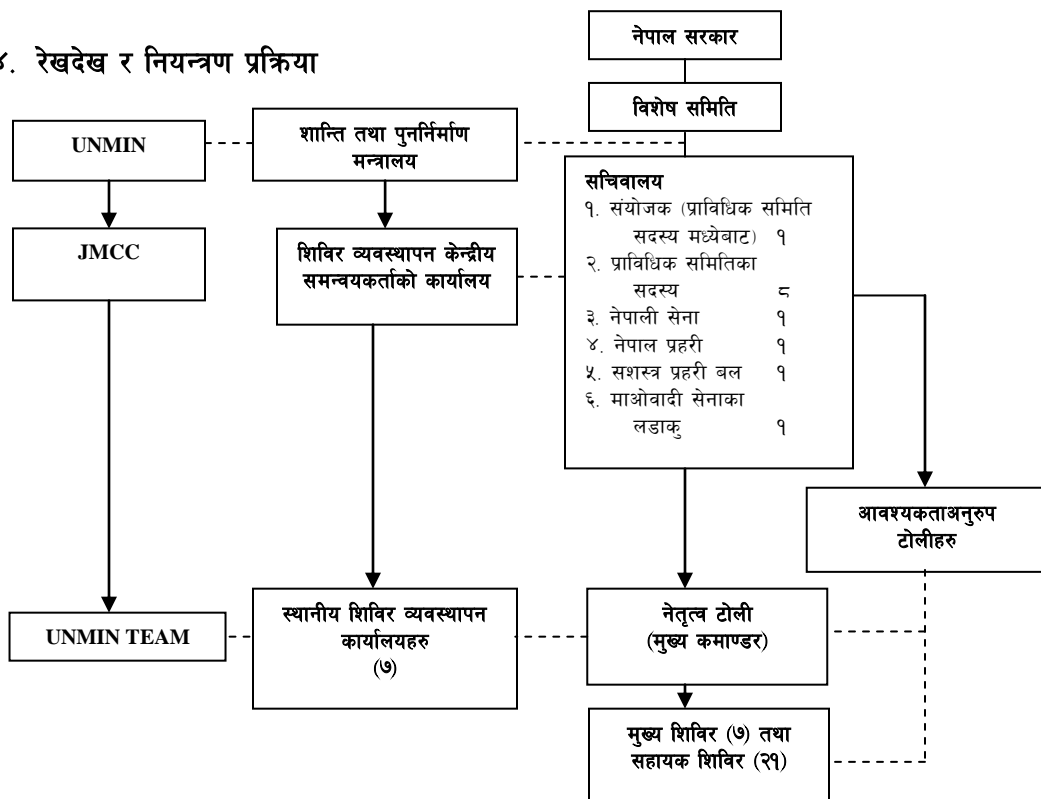 नेपाल सरकार
४. रेखदेख र नियन्त्रण प्रक्रिया
विशेष समिति
UNMIN
शान्ति तथा पुनर्निर्माण
मन्त्रालय
सचिवालय
१. संयोजक (प्राविधिक समिति
सदस्य मध्येबाट) १
२. प्राविधिक समितिका
सदस्य ८
३. नेपाली सेना १
४. नेपाल प्रहरी १
५. सशस्त्र प्रहरी बल १
६. माओवादी सेनाका
लडाकु १
JMCC
शिविर व्यवस्थापन केन्द्रीय
समन्वयकर्ताको कार्यालय
आवश्यकताअनुरुप
टोलीहरु
UNMIN TEAM
स्थानीय शिविर व्यवस्थापन
कार्यालयहरु
(७)
नेतृत्व टोली
(मुख्य कमाण्डर)
मुख्य शिविर (७) तथा
सहायक शिविर (२१)